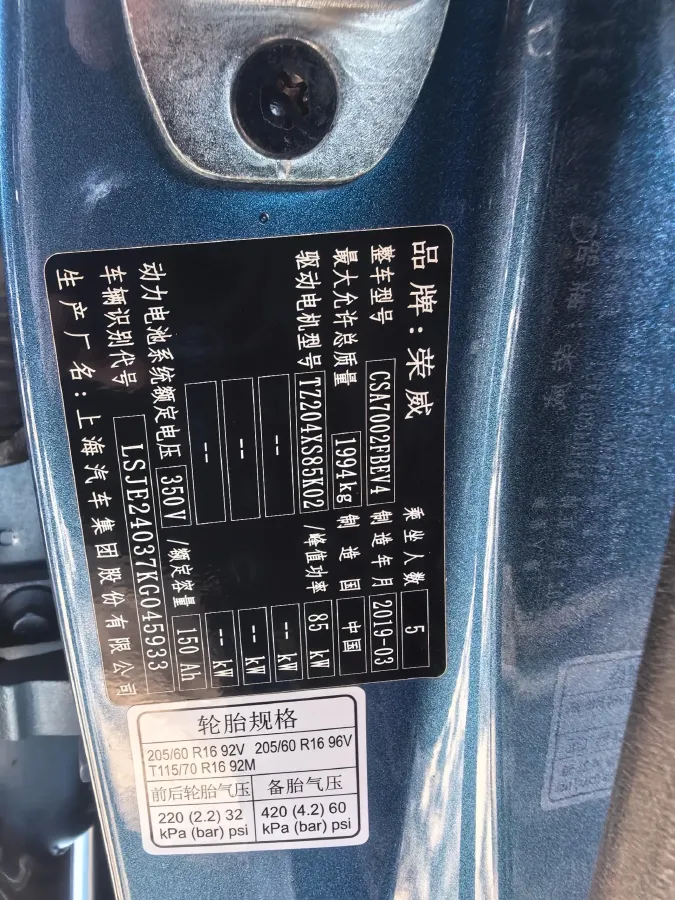 品牌:荣威
整车型号 CSA7002FBEV4 乘坐人数 5
最大允许总质量 1994kg 制造国 中国 制造年月 2019-03
驱动电机型号 TZ204XS85K02 /峰值功率 85 kW
-- -- kW
-- -- kW
-- -- kW
动力电池系统额定电压 350V /额定容量 150 Ah
车辆识别代号 LSJE24037KG045933
生产厂名:上海汽车集团股份有限公司
轮胎规格
205/60 R16 92V 205/60 R16 96V
T115/70 R16 92M
前后轮胎气压 备胎气压
220 (2.2) 32 420 (4.2) 60
kPa (bar) psi kPa (bar) psi